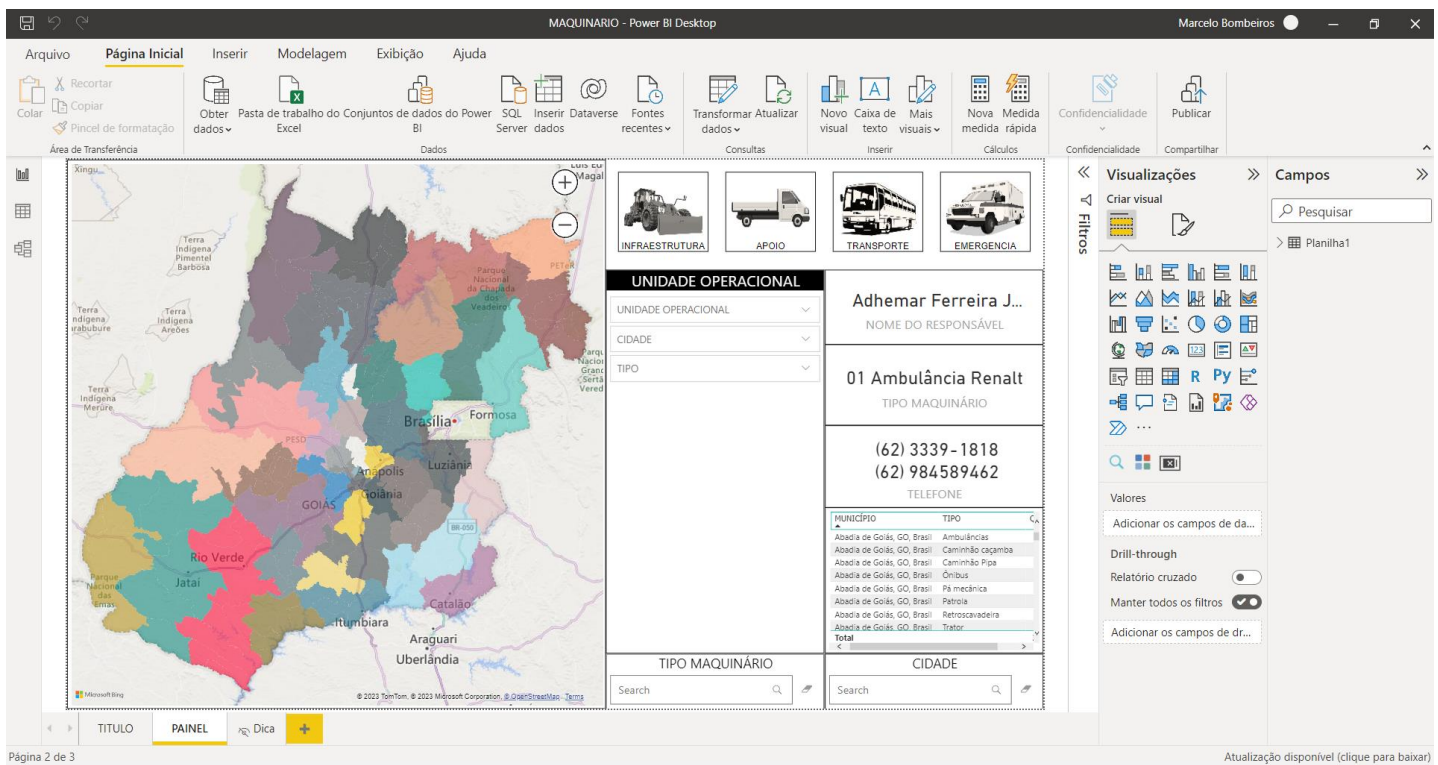 MAQUINARIO - Power BI Desktop
Marcelo Bombeiros
Arquivo
Página Inicial
Inserir
Modelagem
Exibição
Ajuda
Colar
Recortar
Copiar
Pincel de formatação
Área de Transferência
Obter dados
Pasta de trabalho do Excel
Conjuntos de dados do Power BI
SQL Server
Inserir dados
Dataverse
Fontes recentes
Dados
Transformar dados
Atualizar
Consultas
Novo visual
Caixa de texto
Mais visuais
Inserir
Nova medida
Medida rápida
Cálculos
Confidencialidade
Confidencialidade
Publicar
Compartilhar
Xingu
Magal
Terra Indígena Pimentel Barbosa
Parque Nacional da Chapada dos Veadeiros
PETeR
Terra Indígena Areões
Terra Indígena Merure
Brasília
Formosa
PESD
Anápolis
Luziânia
Goiânia
GOIÁS
BR-050
Rio Verde
Jataí
Parque Nacional das Emas
Catalão
Itumbiara
Araguari
Uberlândia
Microsoft Bing
© 2023 TomTom, © 2023 Microsoft Corporation, © OpenStreetMap Terms
INFRAESTRUTURA
APOIO
TRANSPORTE
EMERGENCIA
UNIDADE OPERACIONAL
UNIDADE OPERACIONAL
CIDADE
TIPO
Adhemar Ferreira J...
NOME DO RESPONSÁVEL
01 Ambulância Renalt
TIPO MAQUINÁRIO
(62) 3339-1818
(62) 984589462
TELEFONE
MUNICÍPIO TIPO
Abadia de Goiás, GO, Brasil Ambulâncias
Abadia de Goiás, GO, Brasil Caminhão caçamba
Abadia de Goiás, GO, Brasil Caminhão Pipa
Abadia de Goiás, GO, Brasil Ônibus
Abadia de Goiás, GO, Brasil Pá mecânica
Abadia de Goiás, GO, Brasil Patrola
Abadia de Goiás, GO, Brasil Retroscavadeira
Abadia de Goiás, GO, Brasil Trator
Total
TIPO MAQUINÁRIO
Search
CIDADE
Search
Filtros
Visualizações
Criar visual
123
R
Py
Valores
Adicionar os campos de da...
Drill-through
Relatório cruzado
Manter todos os filtros
Adicionar os campos de dr...
Campos
Pesquisar
Planilha1
TITULO
PAINEL
Dica
Página 2 de 3
Atualização disponível (clique para baixar)